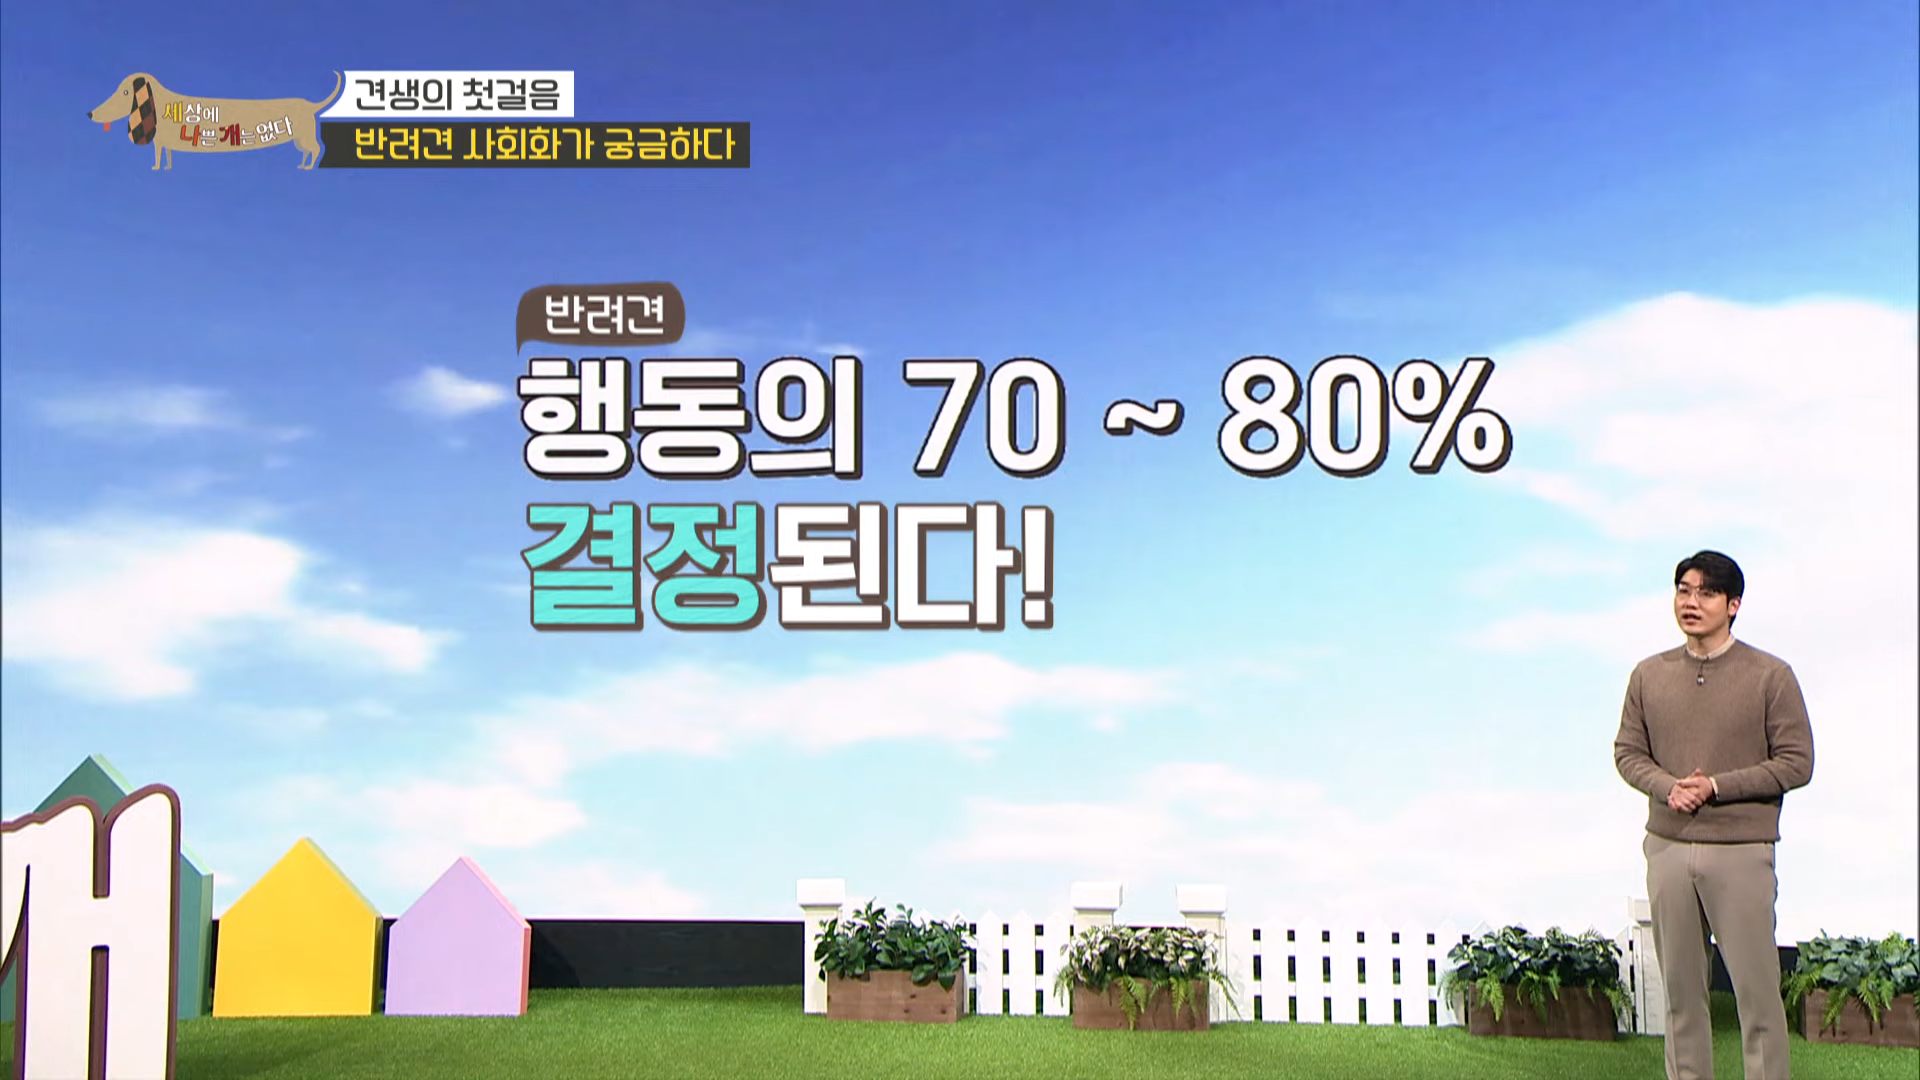 세상에
나쁜 개는 없다
견생의 첫걸음
반려견 사회화가 궁금하다
반려견
행동의 70 ~ 80%
결정된다!
개